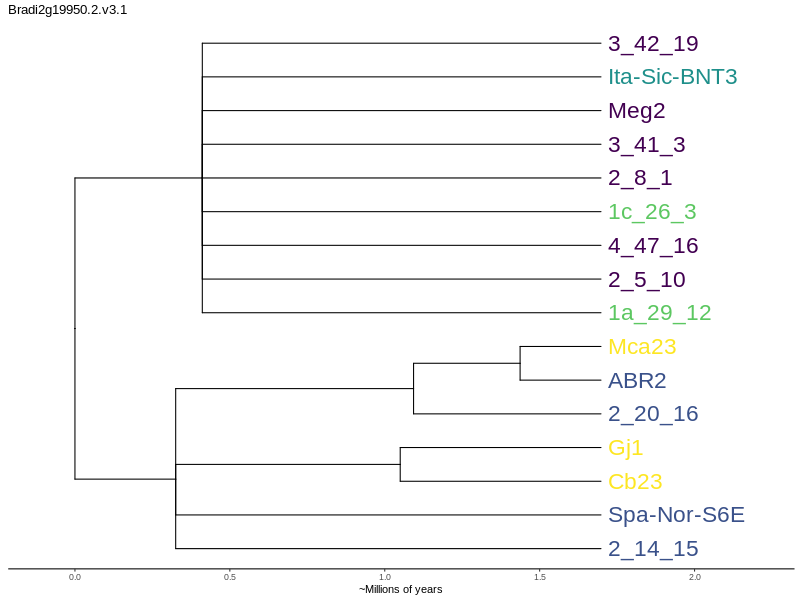 Bradi2g19950.2.v3.1
3_42_19
Ita-Sic-BNT3
Meg2
3_41_3
2_8_1
1c_26_3
4_47_16
2_5_10
1a_29_12
Mca23
ABR2
2_20_16
Gj1
Cb23
Spa-Nor-S6E
2_14_15
0.0 0.5 1.0 1.5 2.0
~Millions of years